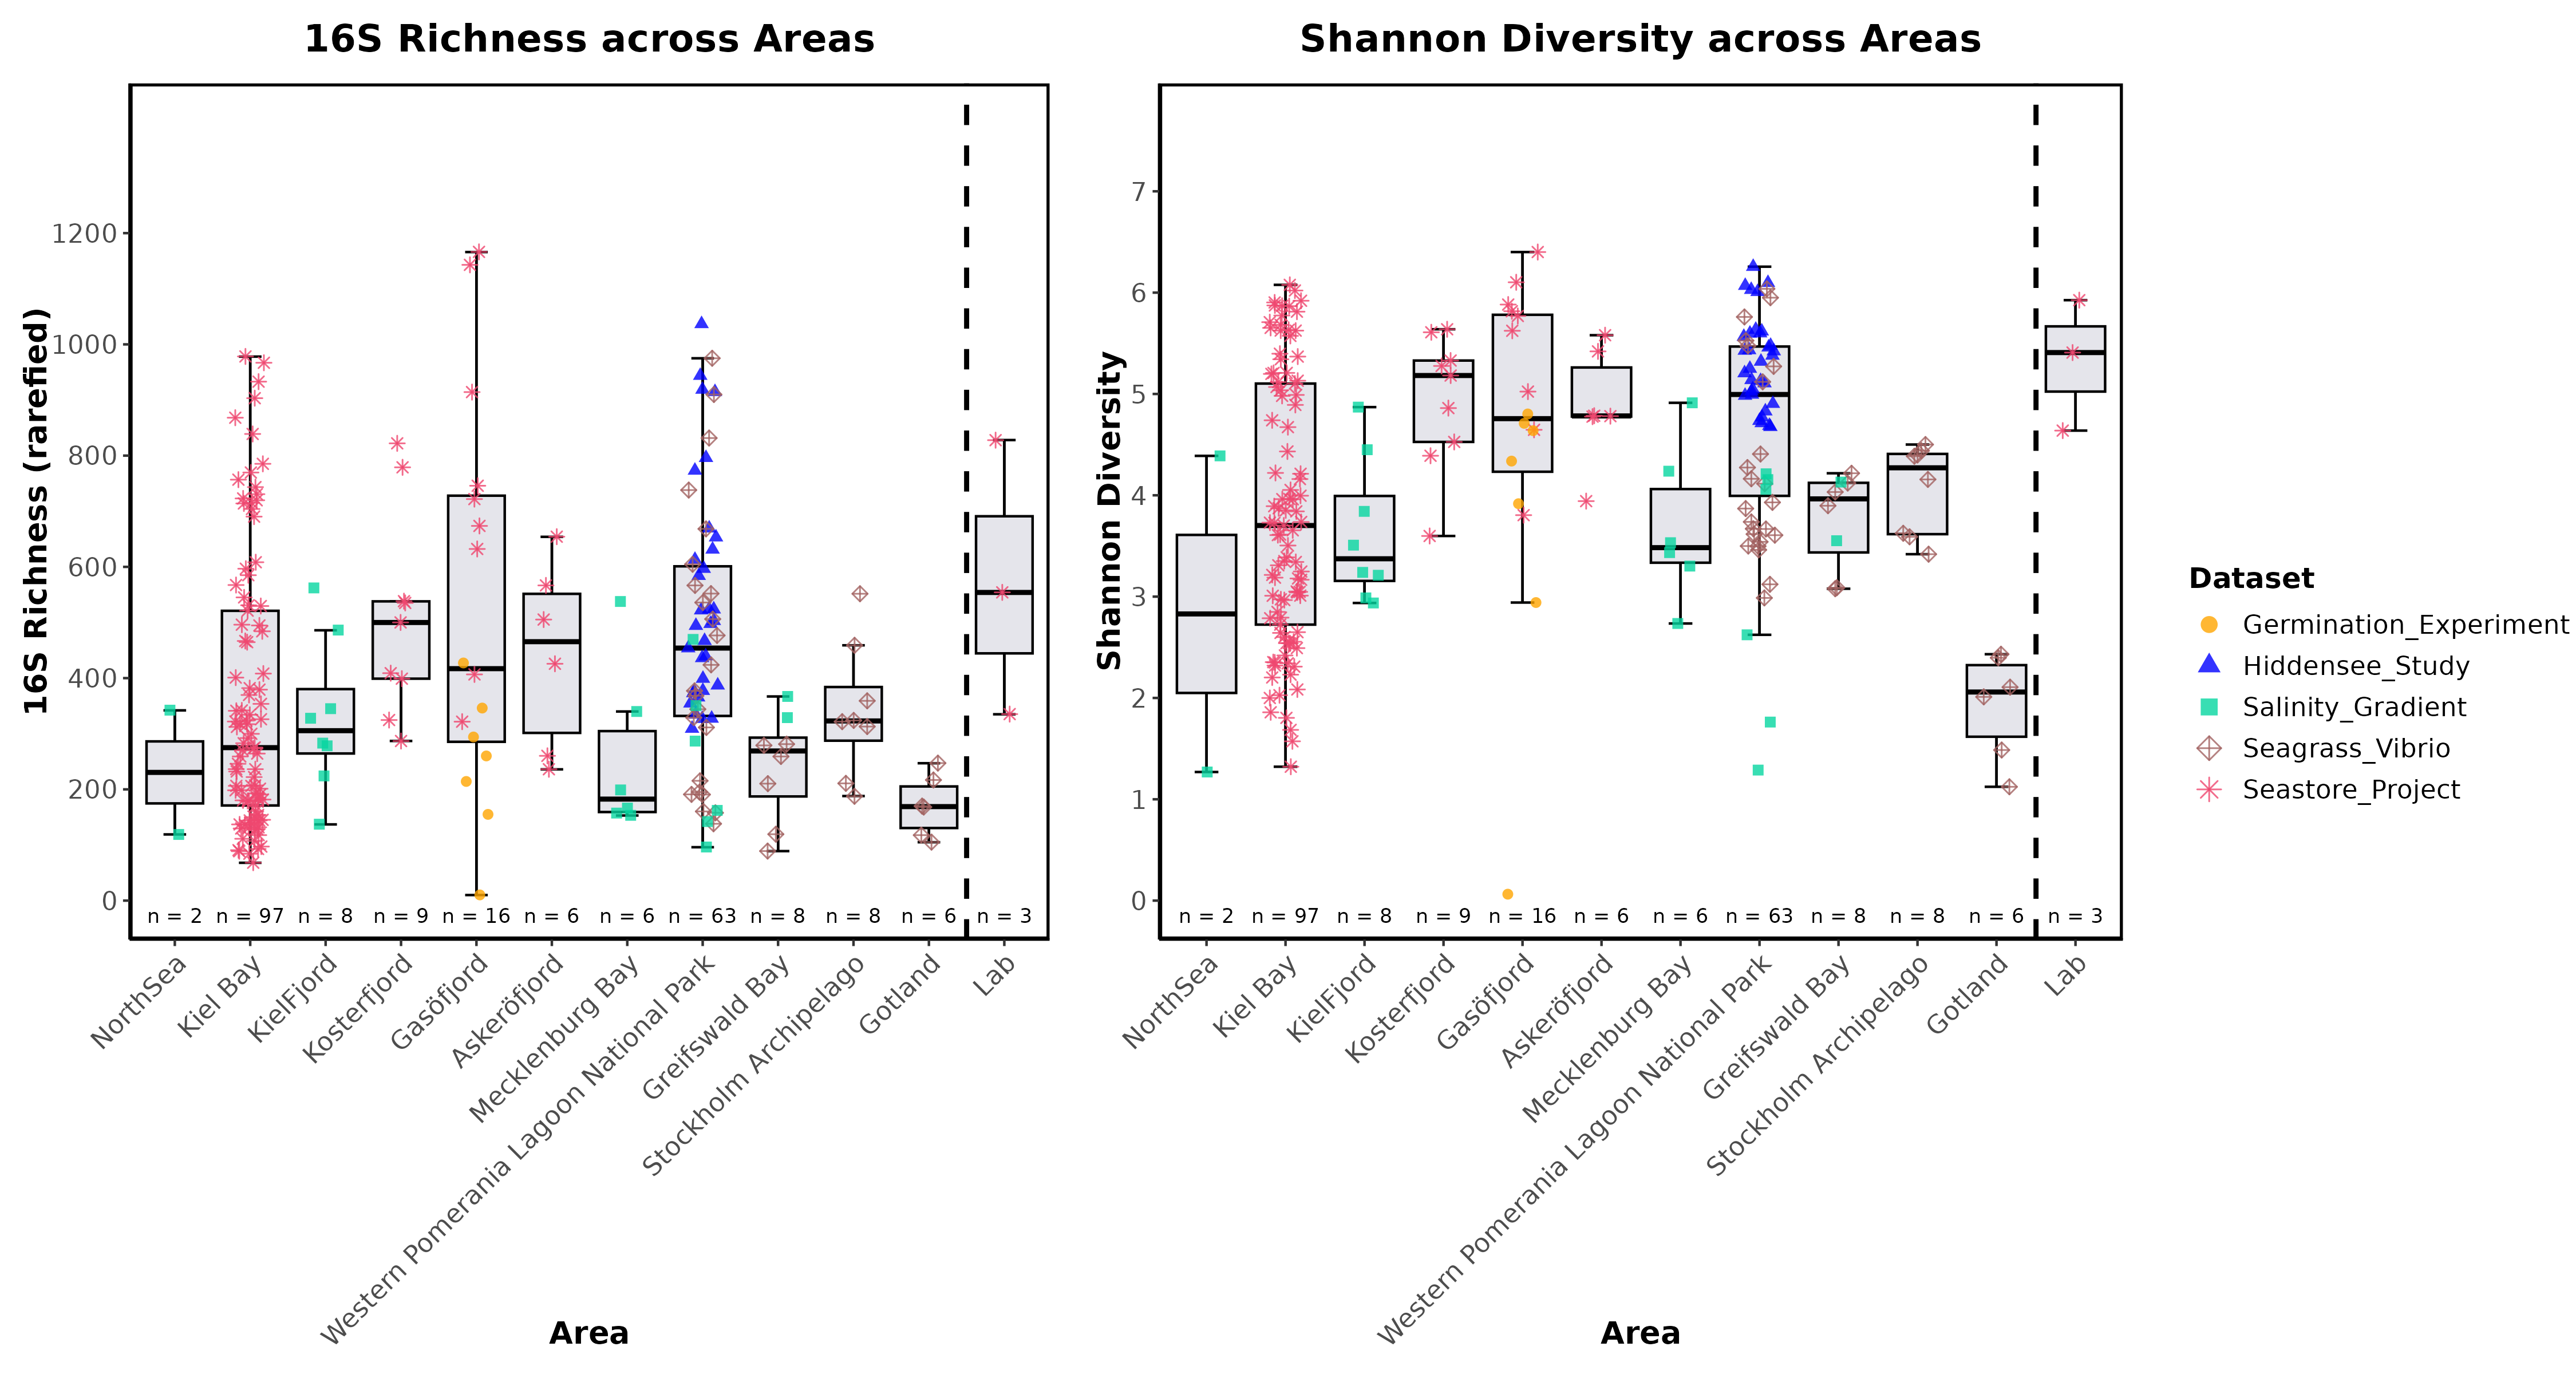 16S Richness across Areas
16S Richness (rarefied)
1200
1000
800
600
400
200
0
n = 2 n = 97 n = 8 n = 9 n = 16 n = 6 n = 6 n = 63 n = 8 n = 8 n = 6 n = 3
NorthSea
Kiel Bay
KielFjord
Kosterfjord
Gasöfjord
Askeröfjord
Mecklenburg Bay
Western Pomerania Lagoon National Park
Greifswald Bay
Stockholm Archipelago
Gotland
Lab
Area
Shannon Diversity across Areas
Shannon Diversity
7
6
5
4
3
2
1
0
n = 2 n = 97 n = 8 n = 9 n = 16 n = 6 n = 6 n = 63 n = 8 n = 8 n = 6 n = 3
NorthSea
Kiel Bay
KielFjord
Kosterfjord
Gasöfjord
Askeröfjord
Mecklenburg Bay
Western Pomerania Lagoon National Park
Greifswald Bay
Stockholm Archipelago
Gotland
Lab
Area
Dataset
Germination_Experiment
Hiddensee_Study
Salinity_Gradient
Seagrass_Vibrio
Seastore_Project